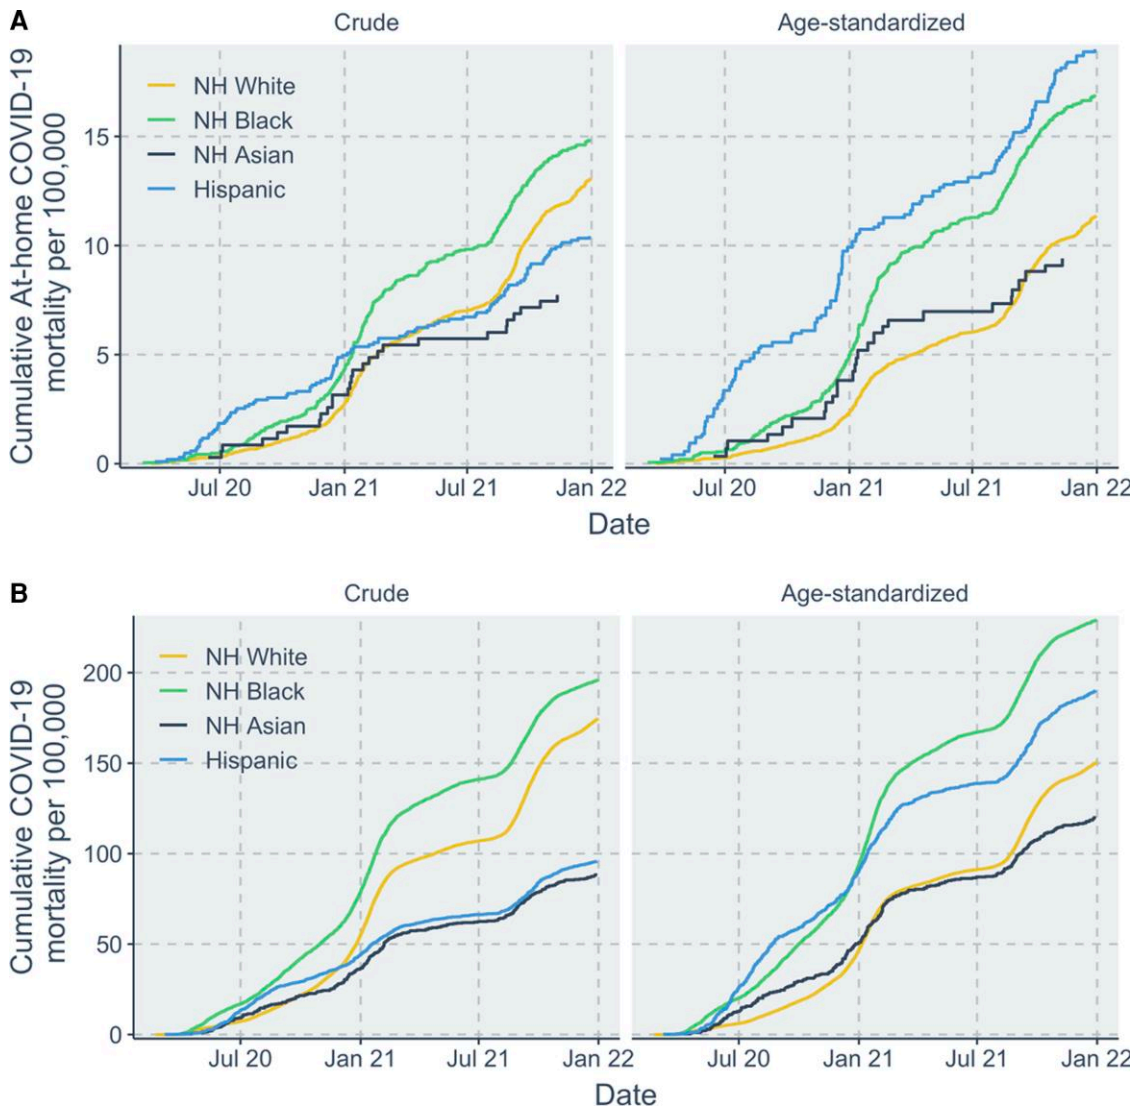 A
Crude
Age-standardized
Cumulative At-home COVID-19
mortality per 100,000
NH White
NH Black
NH Asian
Hispanic
15
10
5
0
Jul 20
Jan 21
Jul 21
Jan 22
Jul 20
Jan 21
Jul 21
Jan 22
Date
B
Crude
Age-standardized
Cumulative COVID-19
mortality per 100,000
NH White
NH Black
NH Asian
Hispanic
200
150
100
50
0
Jul 20
Jan 21
Jul 21
Jan 22
Jul 20
Jan 21
Jul 21
Jan 22
Date